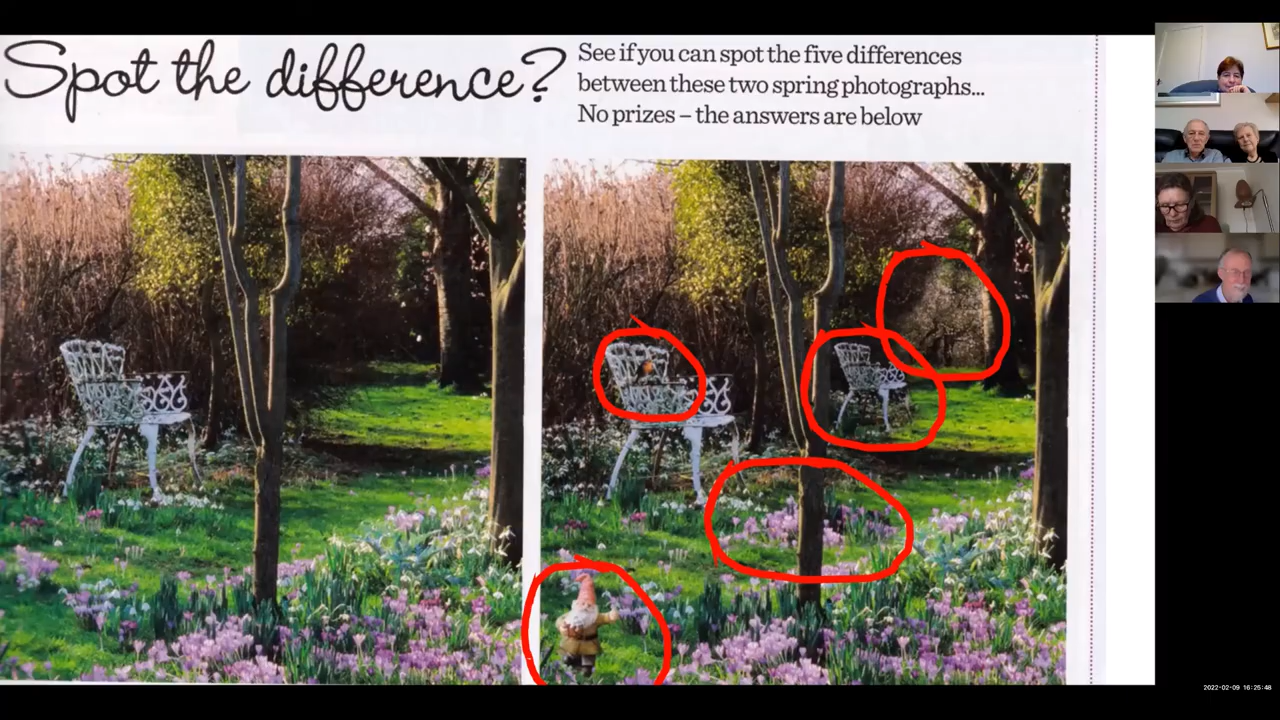 Spot the difference?
See if you can spot the five differences
between these two spring photographs...
No prizes – the answers are below
2022-02-09 16:25:48